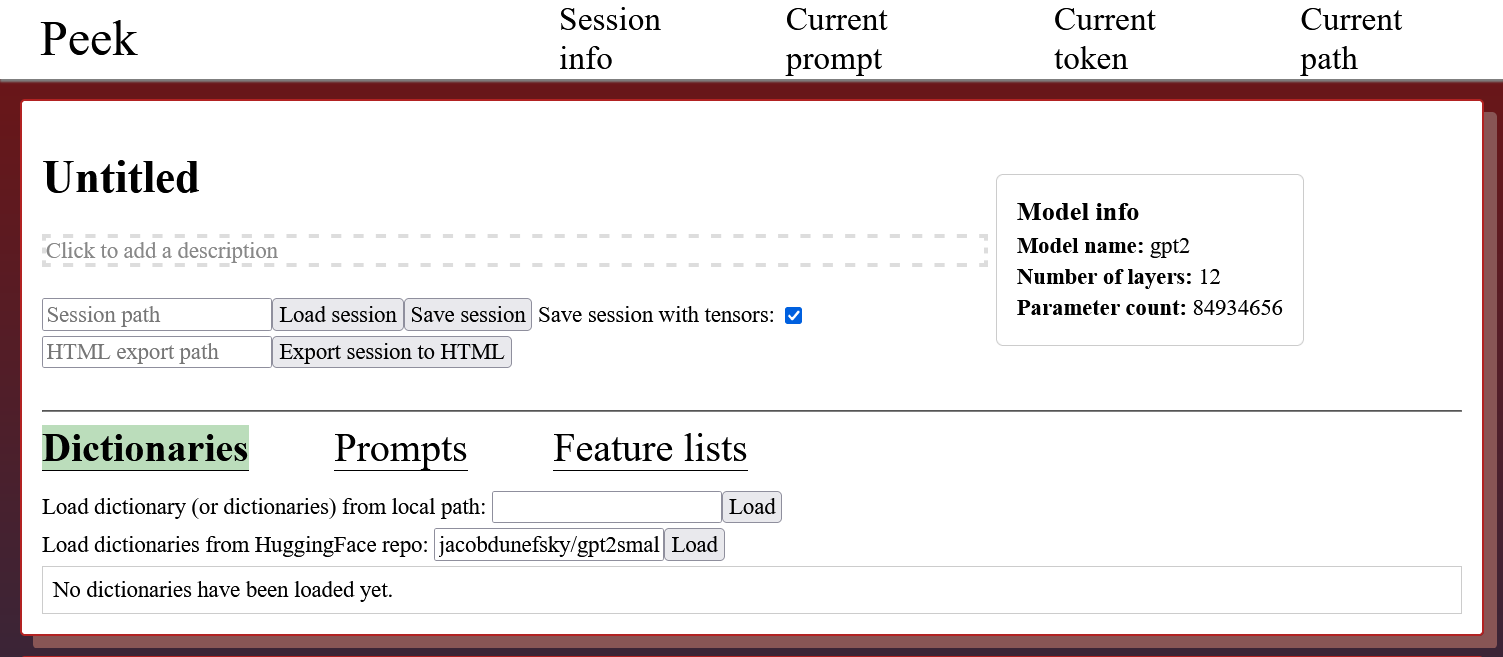 Peek
Session info
Current prompt
Current token
Current path
Untitled
Click to add a description
Session path Load session Save session Save session with tensors:
HTML export path Export session to HTML
Model info
Model name: gpt2
Number of layers: 12
Parameter count: 84934656
Dictionaries Prompts Feature lists
Load dictionary (or dictionaries) from local path: Load
Load dictionaries from HuggingFace repo: jacobdunefsky/gpt2smal Load
No dictionaries have been loaded yet.